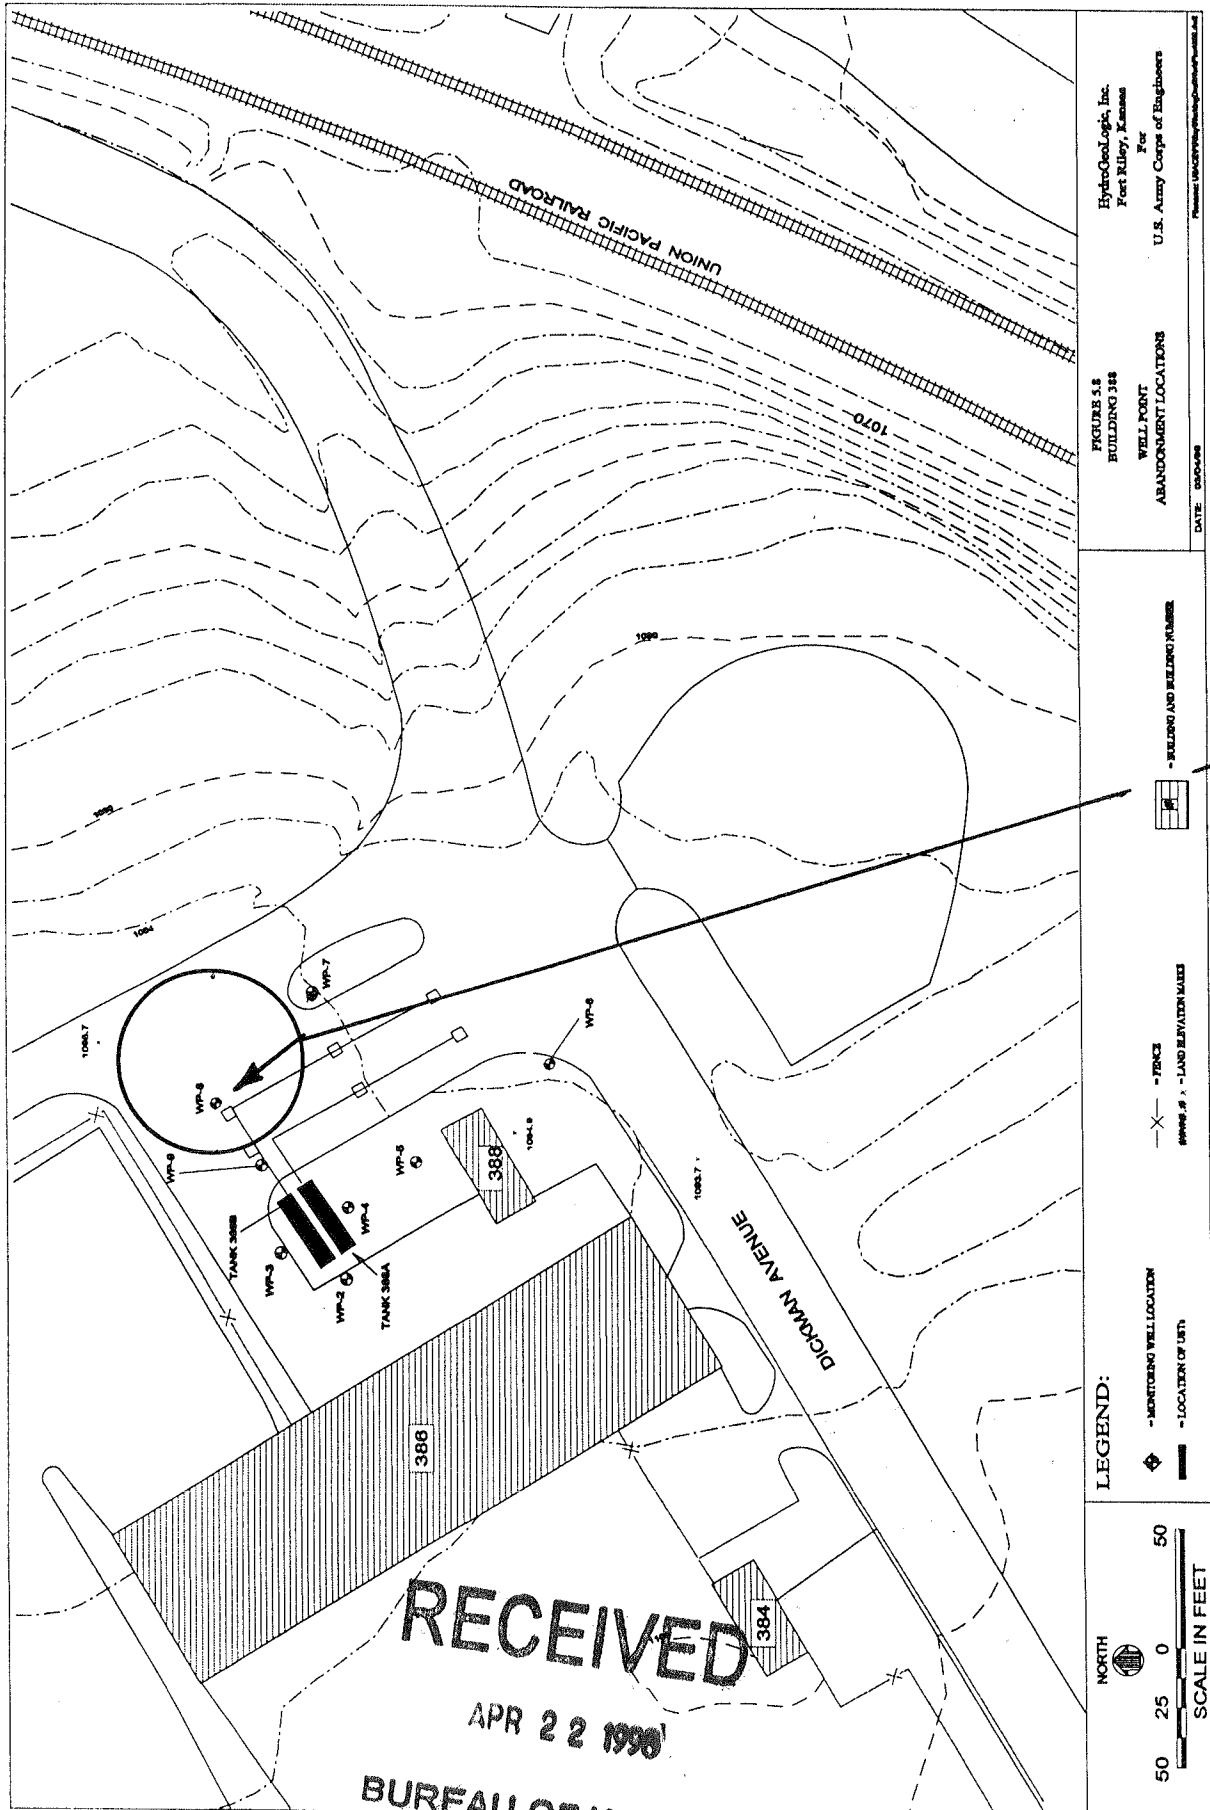 UNION PACIFIC RAILROAD
1070
1080
1084
1086.7
WP-7
WP-8
WP-9
WP-6
WP-5
WP-4
WP-3
WP-2
TANK 388B
TANK 388A
388
1084.9
1083.7
DICKMAN AVENUE
386
384
RECEIVED
APR 22 1998
BUREAU OF
NORTH
50 25 0 50
SCALE IN FEET
LEGEND:
- MONITORING WELL LOCATION
- LOCATION OF USTs
- FENCE
- LAND ELEVATION MARKS
- BUILDING AND BUILDING NUMBER
FIGURE 5.8
BUILDING 388
WELL POINT
ABANDONMENT LOCATIONS
HydroGeoLogic, Inc.
Fort Riley, Kansas
For
U.S. Army Corps of Engineers
DATE: